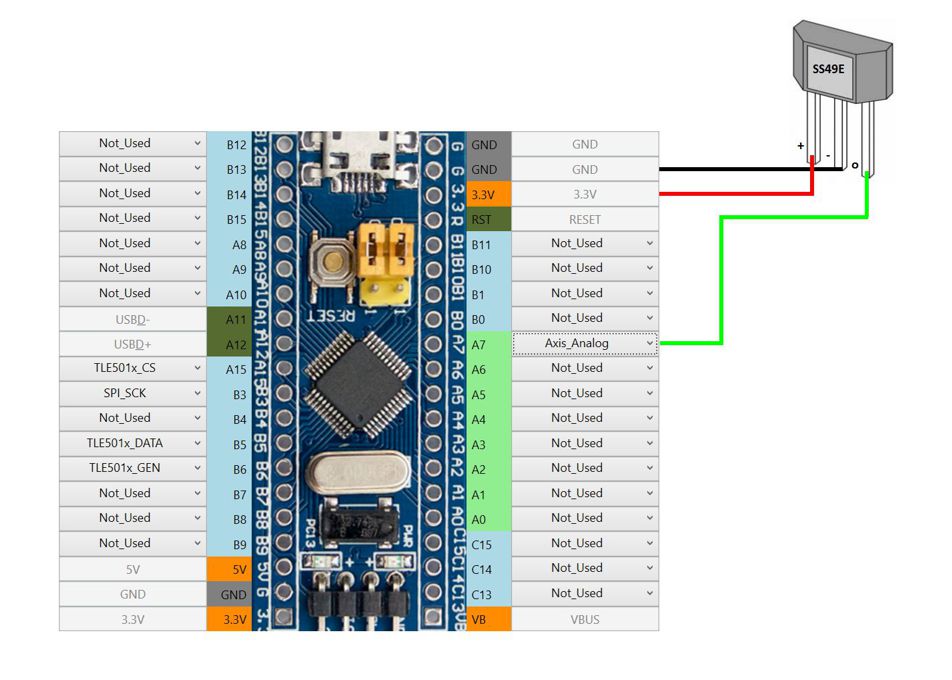 SS49E
+
-
o
Not_Used B12 GND GND
Not_Used B13 GND GND
Not_Used B14 3.3V 3.3V
Not_Used B15 RST RESET
Not_Used A8 B11 Not_Used
Not_Used A9 B10 Not_Used
Not_Used A10 B1 Not_Used
USBD- A11 B0 Not_Used
USBD+ A12 A7 Axis_Analog
TLE501x_CS A15 A6 Not_Used
SPI_SCK B3 A5 Not_Used
Not_Used B4 A4 Not_Used
TLE501x_DATA B5 A3 Not_Used
TLE501x_GEN B6 A2 Not_Used
Not_Used B7 A1 Not_Used
Not_Used B8 A0 Not_Used
Not_Used B9 C15 Not_Used
5V 5V C14 Not_Used
GND GND C13 Not_Used
3.3V 3.3V VB VBUS
B12
B13
B14
B15
A8
A9
A10
A11
A12
A15
B3
B4
B5
B6
B7
B8
B9
5V
G
3.
G
G
3.3
R
B11
B10
B1
B0
A7
A6
A5
A4
A3
A2
A1
A0
C15
C14
C13
VB
RESET
PC13
PWR